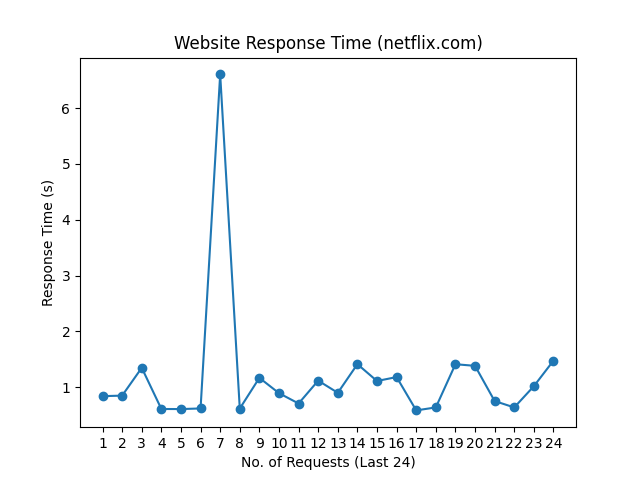 Website Response Time (netflix.com)
6
5
4
3
2
1
Response Time (s)
1 2 3 4 5 6 7 8 9 10 11 12 13 14 15 16 17 18 19 20 21 22 23 24
No. of Requests (Last 24)